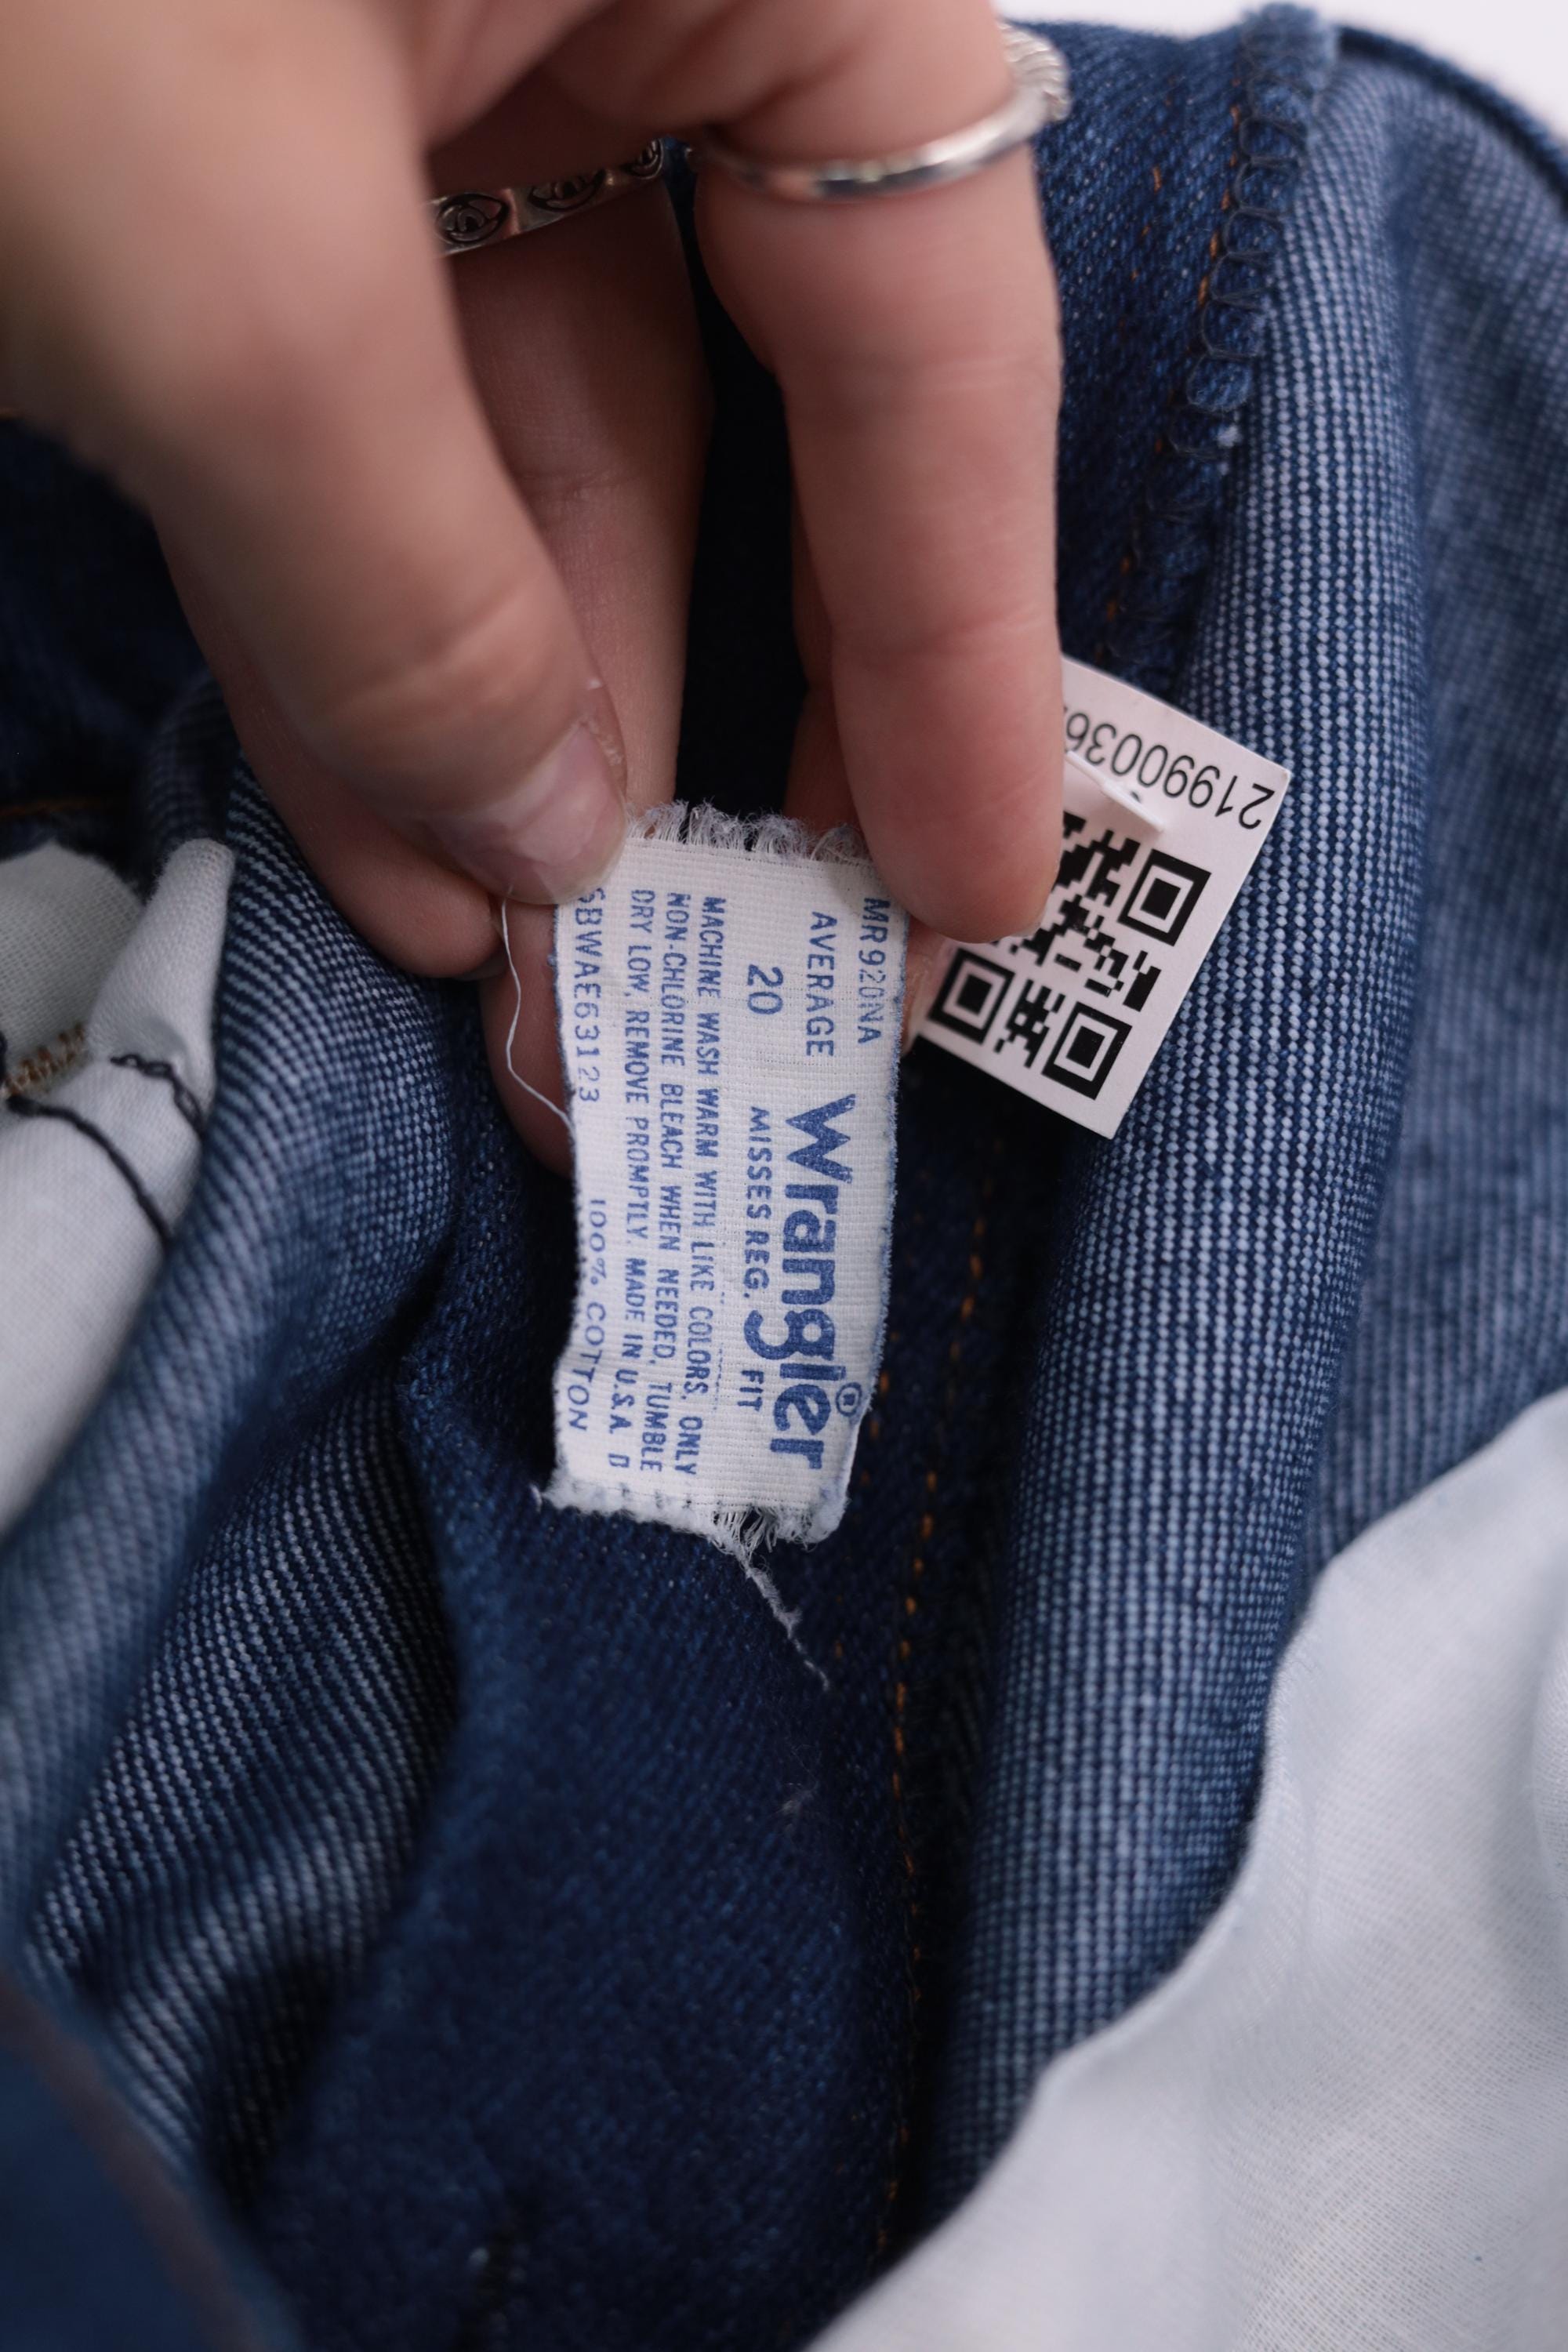 MR920NA
AVERAGE
20
Wrangler®
MISSES REG. FIT
MACHINE WASH WARM WITH LIKE COLORS. ONLY
NON-CHLORINE BLEACH WHEN NEEDED, TUMBLE
DRY LOW, REMOVE PROMPTLY MADE IN U.S.A. D
SBWAE63123 100% COTTON
21990036